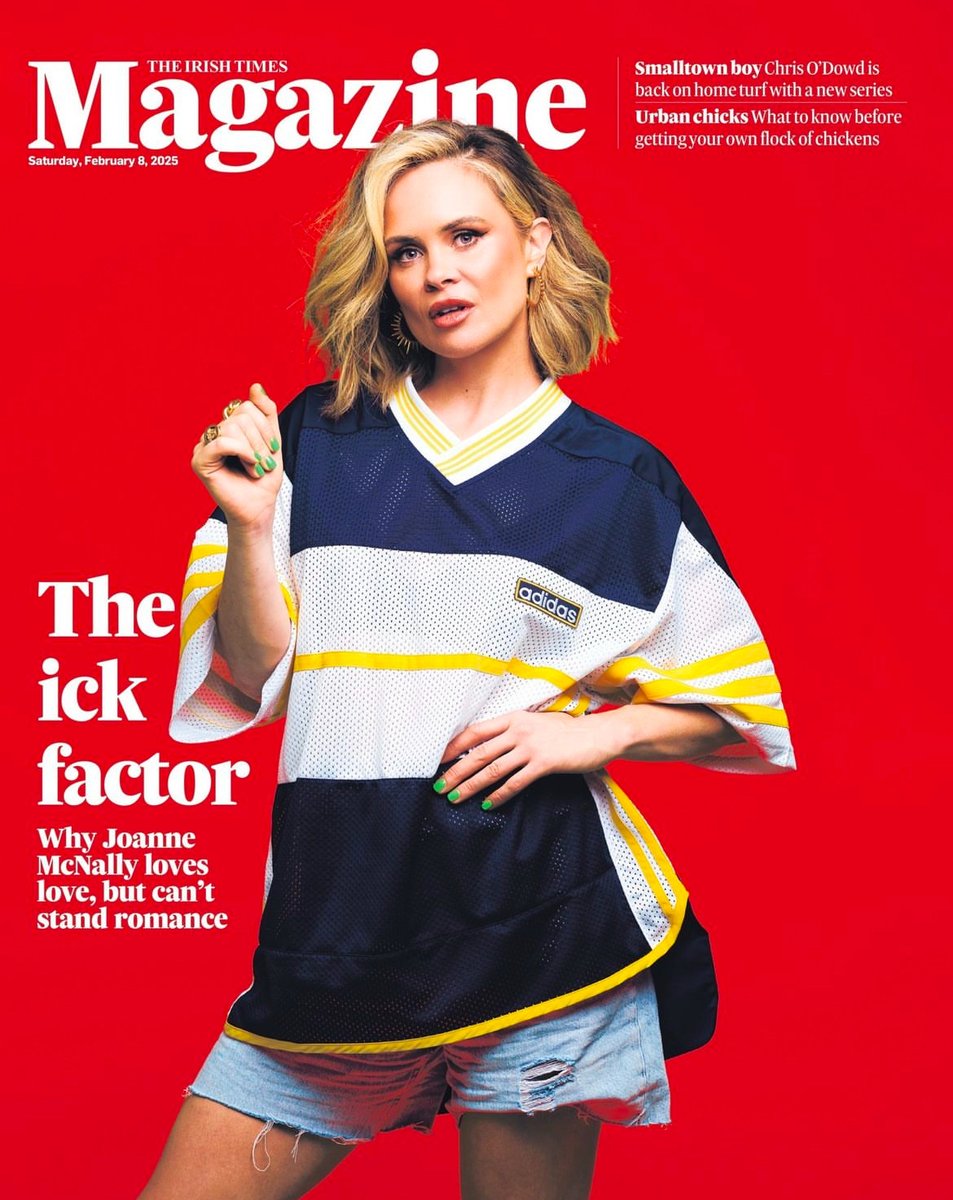 THE IRISH TIMES
Magazine
Saturday, February 8, 2025
Smalltown boy Chris O'Dowd is
back on home turf with a new series
Urban chicks What to know before
getting your own flock of chickens
adidas
The
ick
factor
Why Joanne
McNally loves
love, but can't
stand romance